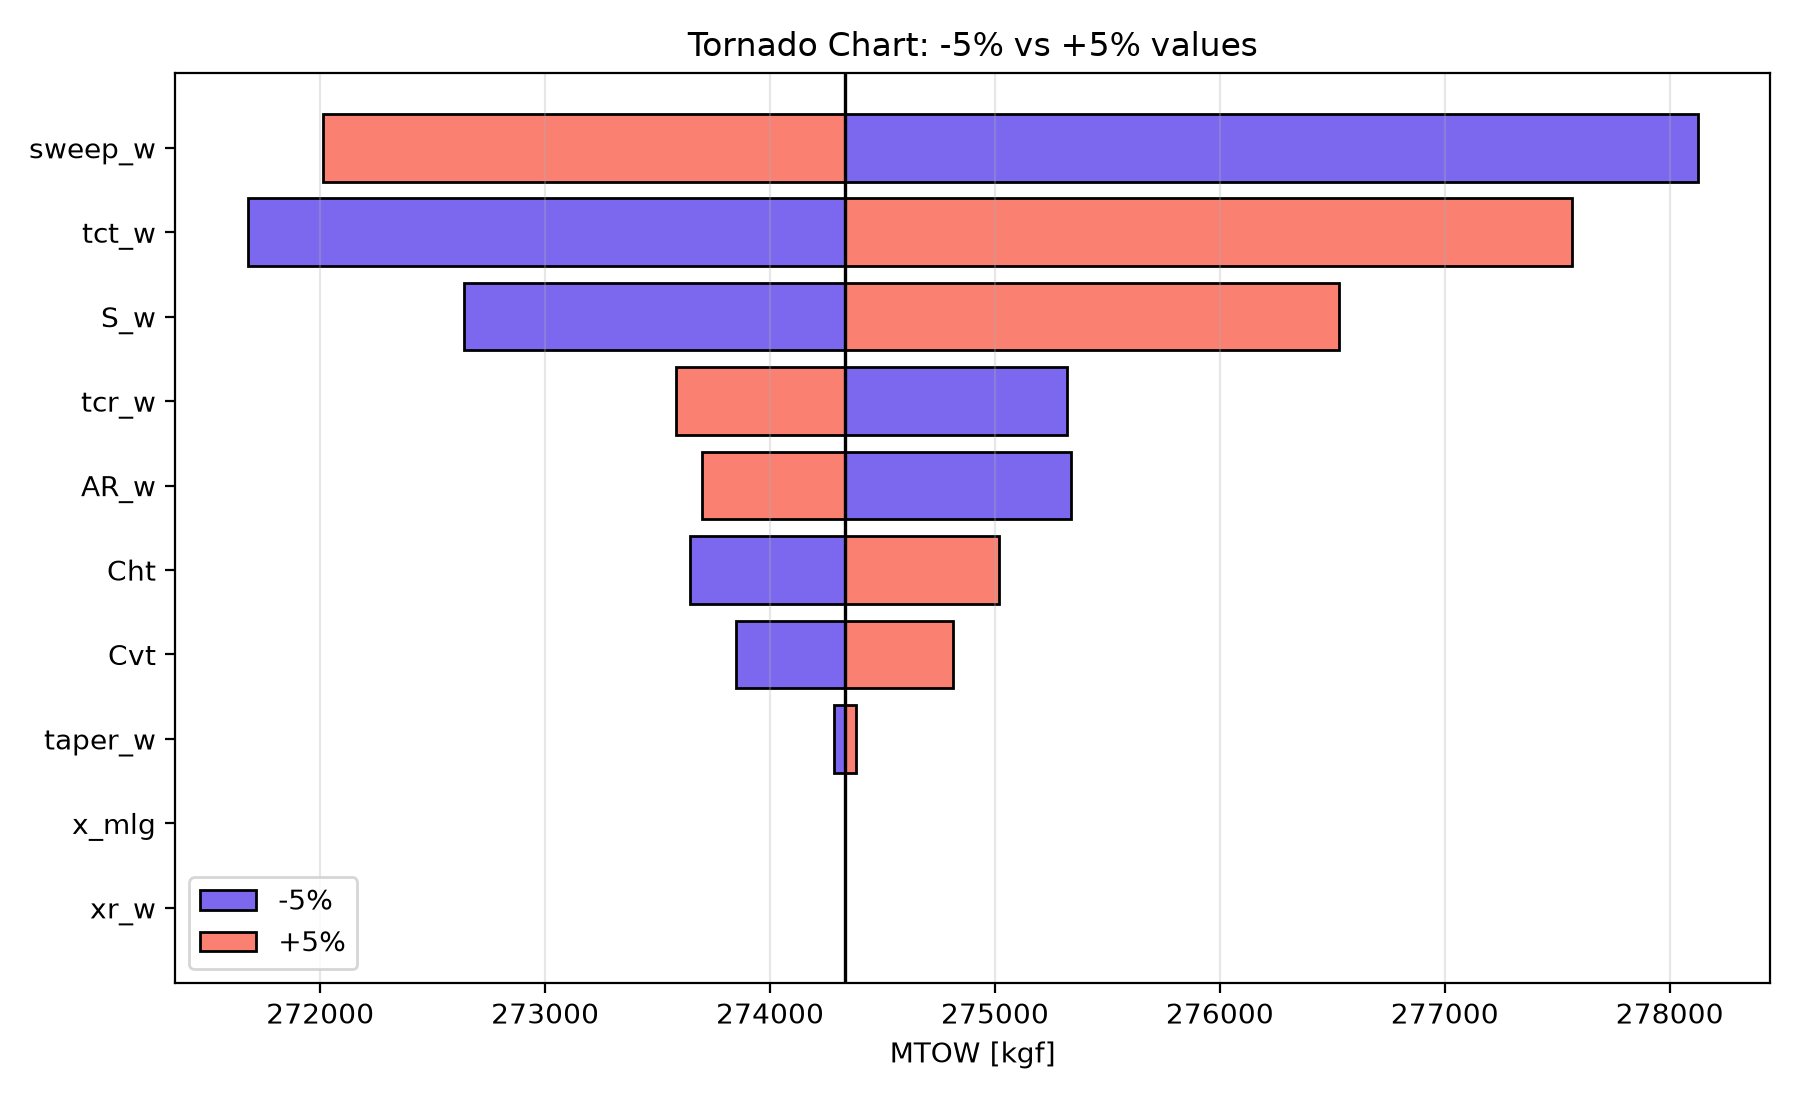 Tornado Chart: -5% vs +5% values
sweep_w
tct_w
S_w
tcr_w
AR_w
Cht
Cvt
taper_w
x_mlg
xr_w
-5%
+5%
272000 273000 274000 275000 276000 277000 278000
MTOW [kgf]